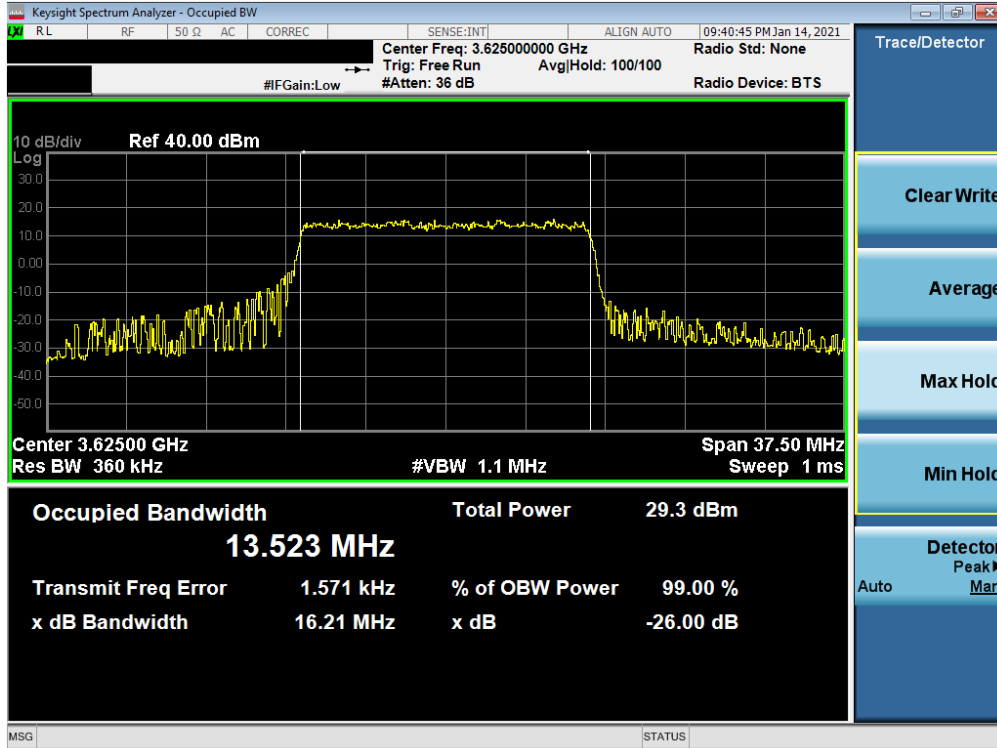 Keysight Spectrum Analyzer - Occupied BW
LXI RL RF 50 Ω AC CORREC SENSE:INT ALIGN AUTO 09:40:45 PM Jan 14, 2021
Center Freq: 3.625000000 GHz Radio Std: None
Trig: Free Run Avg|Hold: 100/100
#IFGain:Low #Atten: 36 dB Radio Device: BTS
Trace/Detector
10 dB/div Ref 40.00 dBm
Log
30.0
20.0
10.0
0.00
-10.0
-20.0
-30.0
-40.0
-50.0
Center 3.62500 GHz Span 37.50 MHz
Res BW 360 kHz #VBW 1.1 MHz Sweep 1 ms
Occupied Bandwidth Total Power 29.3 dBm
13.523 MHz
Transmit Freq Error 1.571 kHz % of OBW Power 99.00 %
x dB Bandwidth 16.21 MHz x dB -26.00 dB
Clear Write
Average
Max Hold
Min Hold
Detector
Peak
Auto Man
MSG STATUS